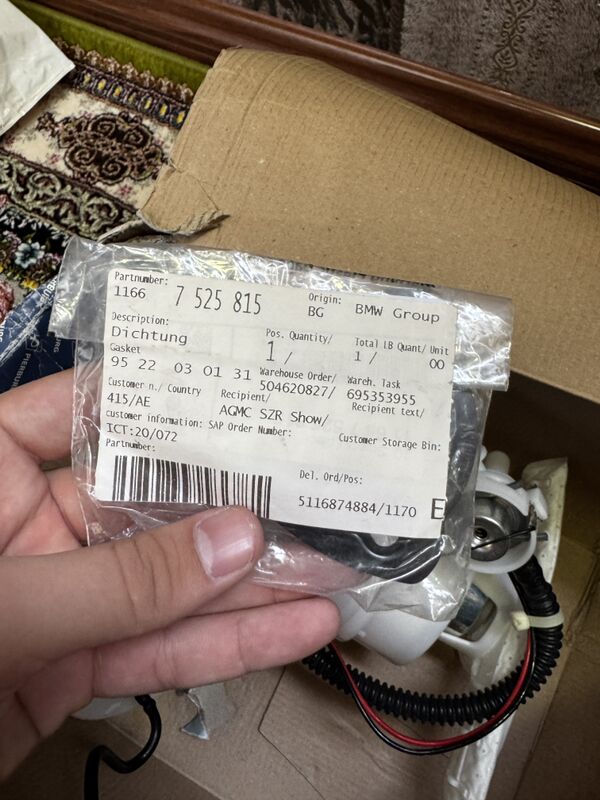 Partnumber:
1166 7 525 815
Origin:
BG BMW Group
Description:
Dichtung
Gasket
Pos. Quantity/
1 /
Total LB Quant/ Unit
1 / 00
95 22 03 01 31
Warehouse Order/
504620827/
Wareh. Task
695353955
Customer n./ Country
415/AE
Recipient/
AGMC SZR Show/
Recipient text/
customer information: SAP Order Number:
Customer Storage Bin:
ICT:20/072
Partnumber:
Del. Ord/Pos:
5116874884/1170 E
PIERBURG